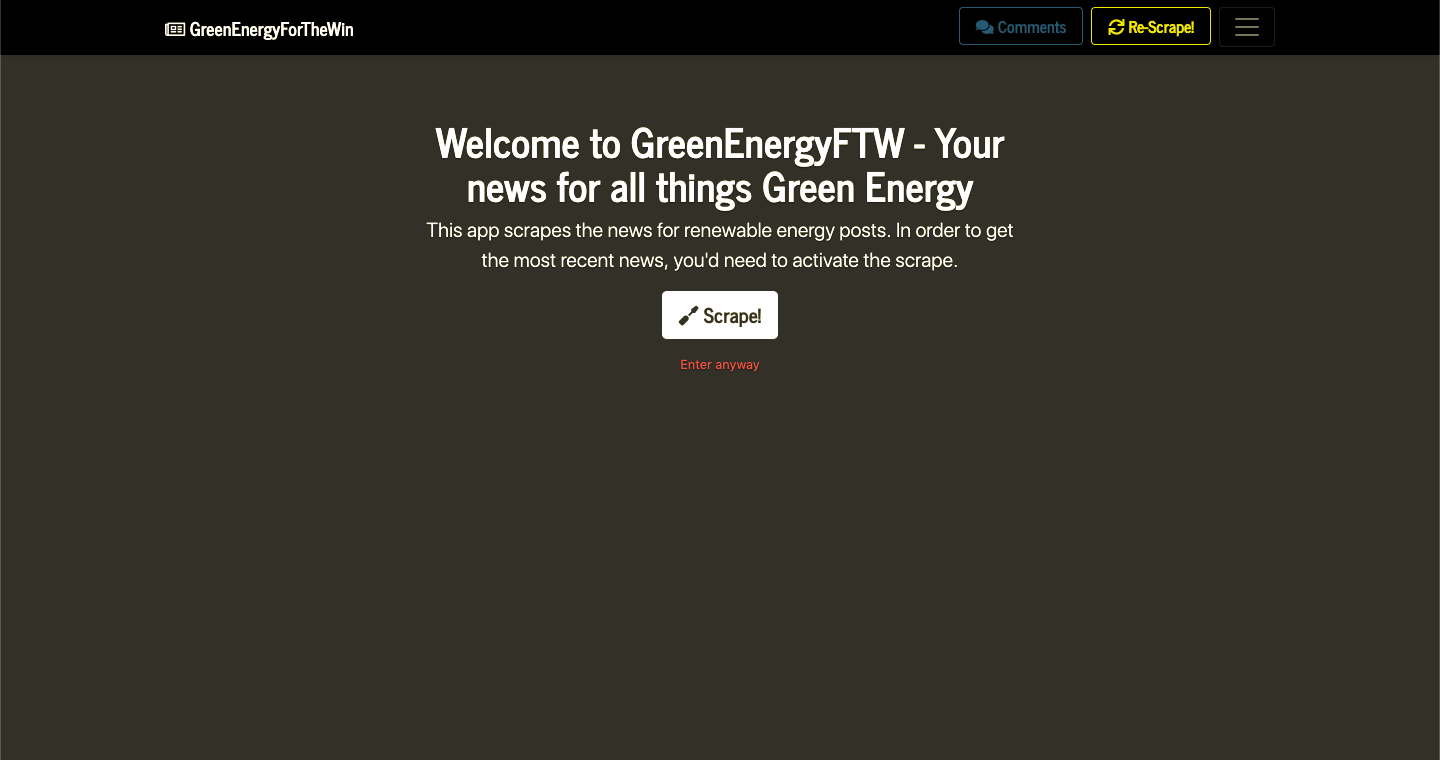 GreenEnergyForTheWin
Comments
Re-Scrape!
Welcome to GreenEnergyFTW - Your
news for all things Green Energy
This app scrapes the news for renewable energy posts. In order to get
the most recent news, you'd need to activate the scrape.
Scrape!
Enter anyway